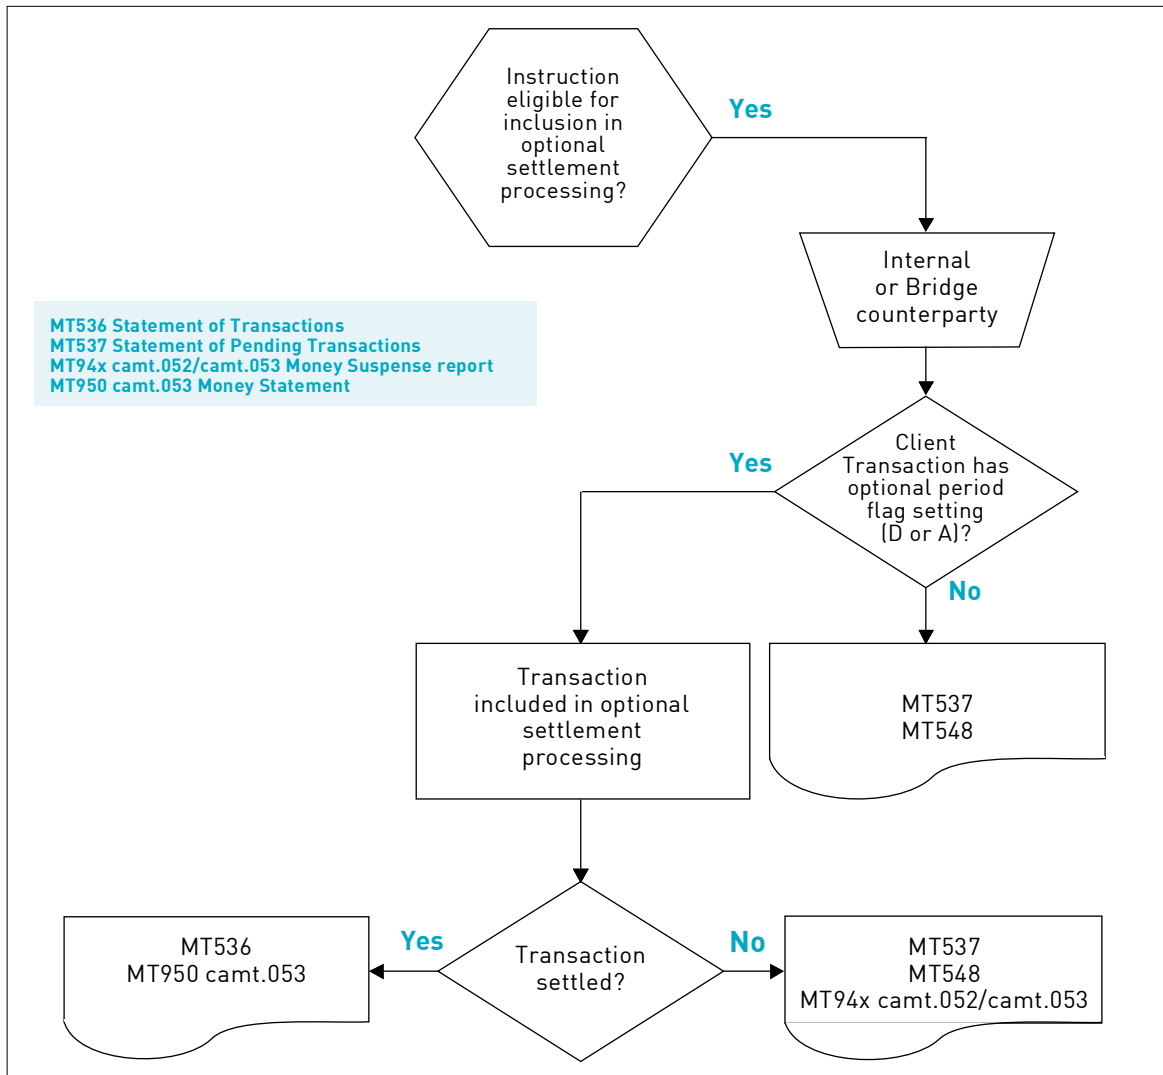 Instruction
eligible for
inclusion in
optional
settlement
processing?
Yes
Internal
or Bridge
counterparty
MT536 Statement of Transactions
MT537 Statement of Pending Transactions
MT94x camt.052/camt.053 Money Suspense report
MT950 camt.053 Money Statement
Client
Transaction has
optional period
flag setting
(D or A)?
Yes
No
Transaction
included in optional
settlement
processing
MT537
MT548
Transaction
settled?
Yes
MT536
MT950 camt.053
No
MT537
MT548
MT94x camt.052/camt.053